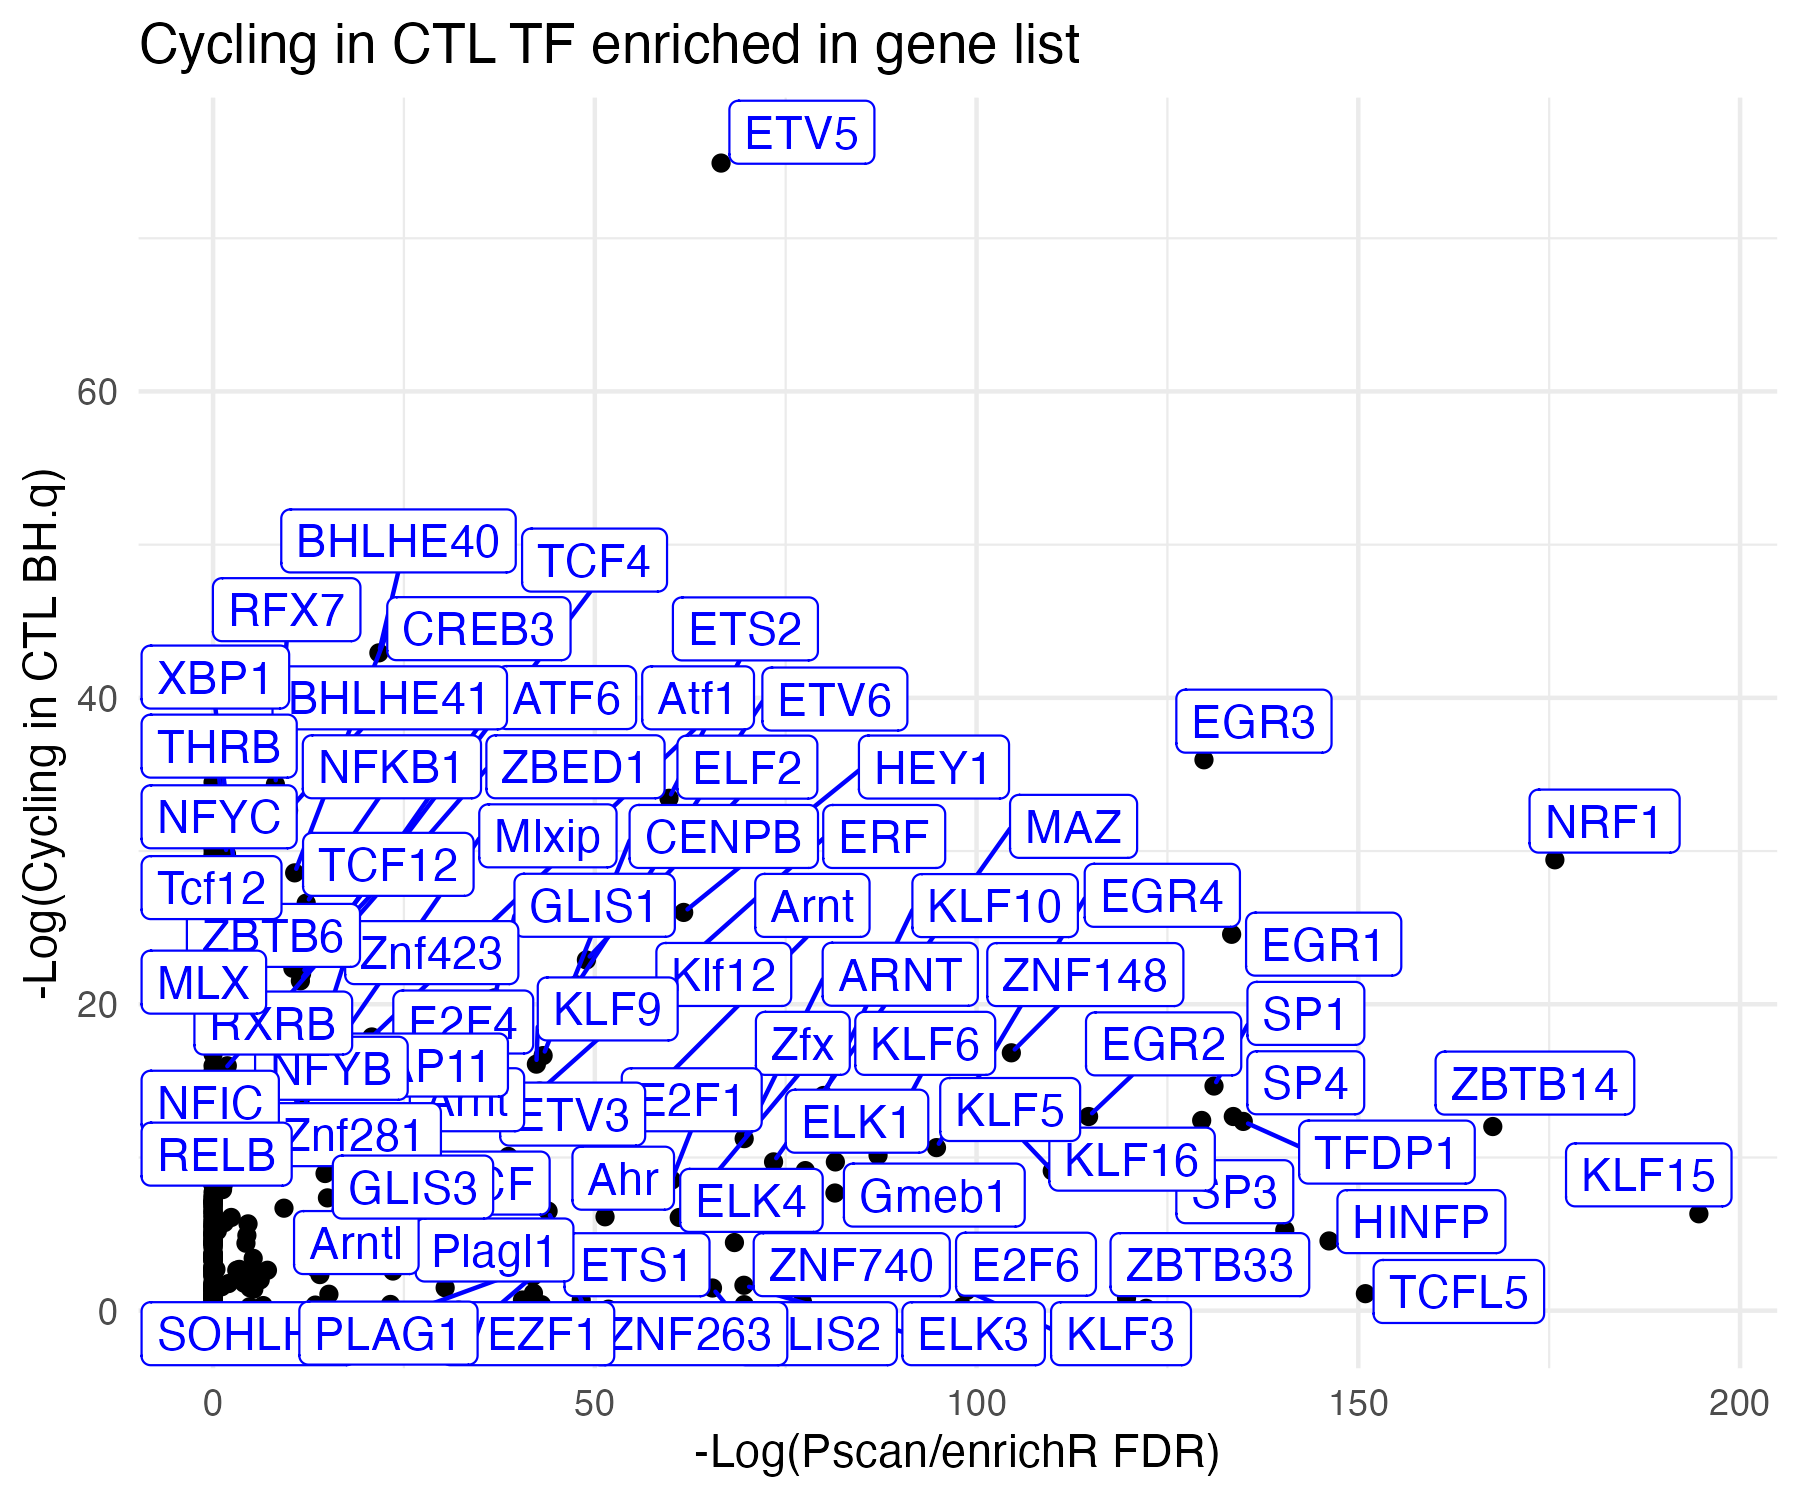 Cycling in CTL TF enriched in gene list
ETV5
60
BHLHE40
TCF4
RFX7
CREB3
ETS2
XBP1
BHLHE41
ATF6
Atf1
ETV6
EGR3
40
THRB
NFKB1
ZBED1
ELF2
HEY1
NFYC
Mlxip
CENPB
ERF
MAZ
NRF1
TCF12
Tcf12
GLIS1
Arnt
KLF10
EGR4
ZBTB6
Znf423
EGR1
MLX
Klf12
ARNT
ZNF148
20
RXRB
E2F4
KLF9
SP1
NFYB
AP11
Zfx
KLF6
EGR2
SP4
ZBTB14
NFIC
Arnt
ETV3
E2F1
ELK1
KLF5
Znf281
RELB
KLF16
TFDP1
KLF15
GLIS3
CF
Ahr
ELK4
Gmeb1
SP3
HINFP
Arntl
Plagl1
ETS1
ZNF740
E2F6
ZBTB33
TCFL5
0
SOHLH
PLAG1
VEZF1
ZNF263
LIS2
ELK3
KLF3
0
50
100
150
200
-Log(Pscan/enrichR FDR)
-Log(Cycling in CTL BH.q)